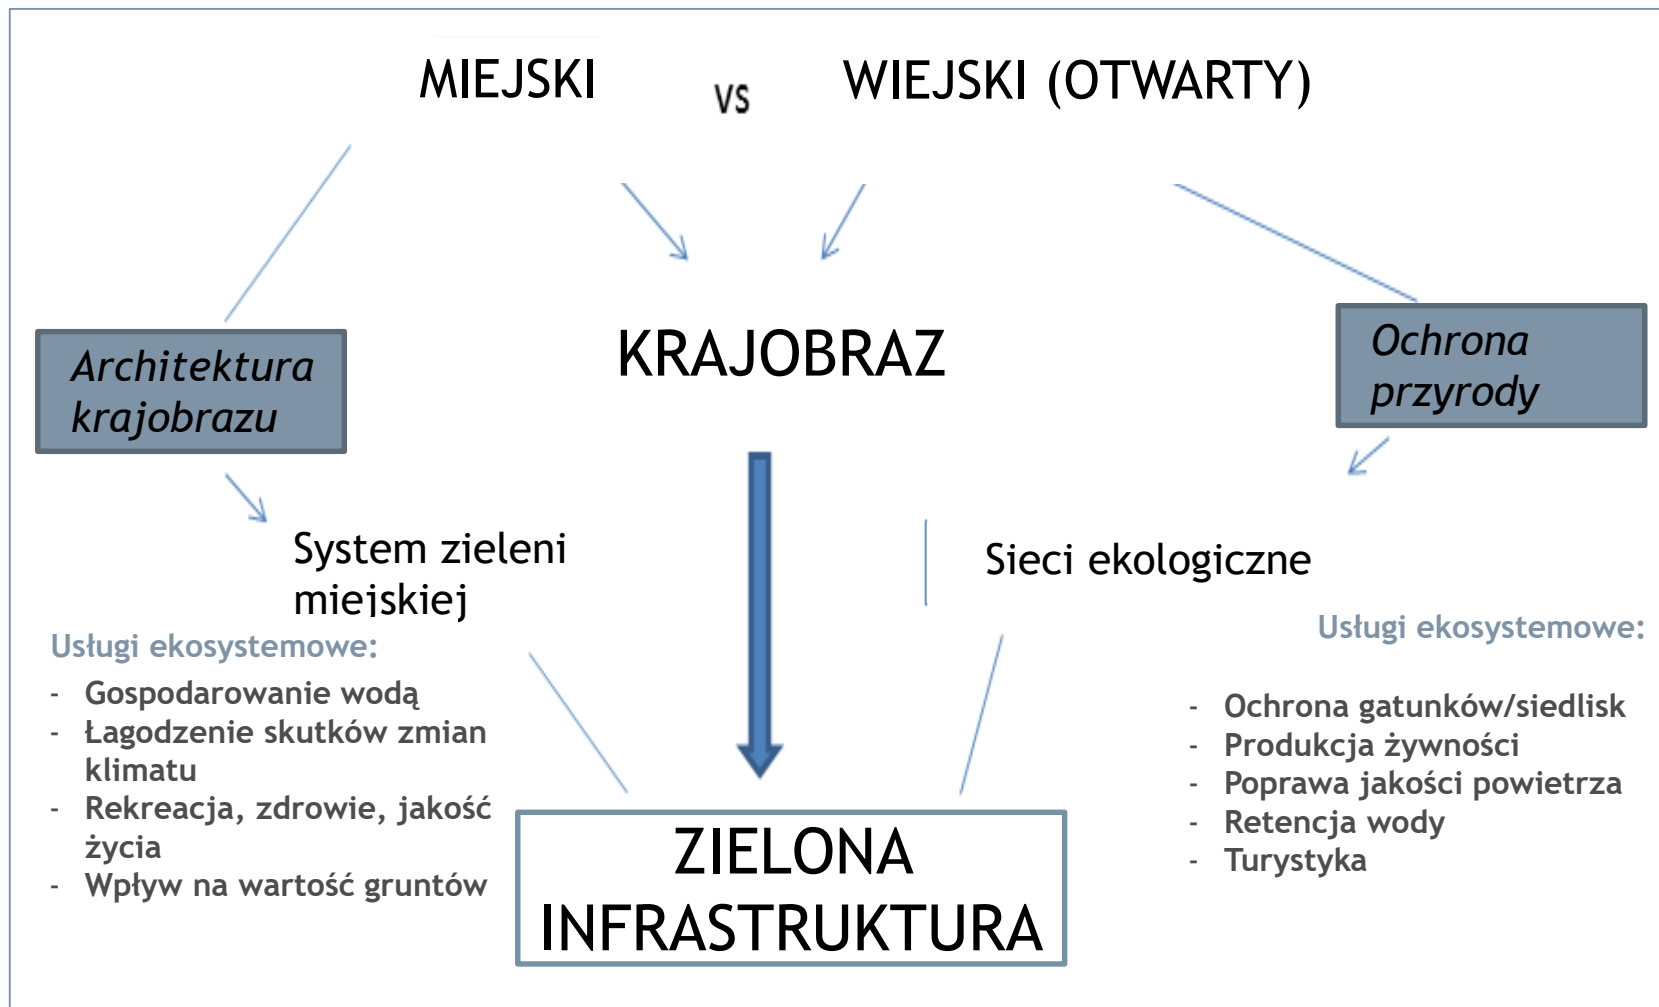 MIEJSKI vs WIEJSKI (OTWARTY)
Architektura
krajobrazu
KRAJOBRAZ
Ochrona
przyrody
System zieleni
miejskiej
Sieci ekologiczne
Usługi ekosystemowe:
- Gospodarowanie wodą
- Łagodzenie skutków zmian
klimatu
- Rekreacja, zdrowie, jakość
życia
- Wpływ na wartość gruntów
Usługi ekosystemowe:
- Ochrona gatunków/siedlisk
- Produkcja żywności
- Poprawa jakości powietrza
- Retencja wody
- Turystyka
ZIELONA
INFRASTRUKTURA